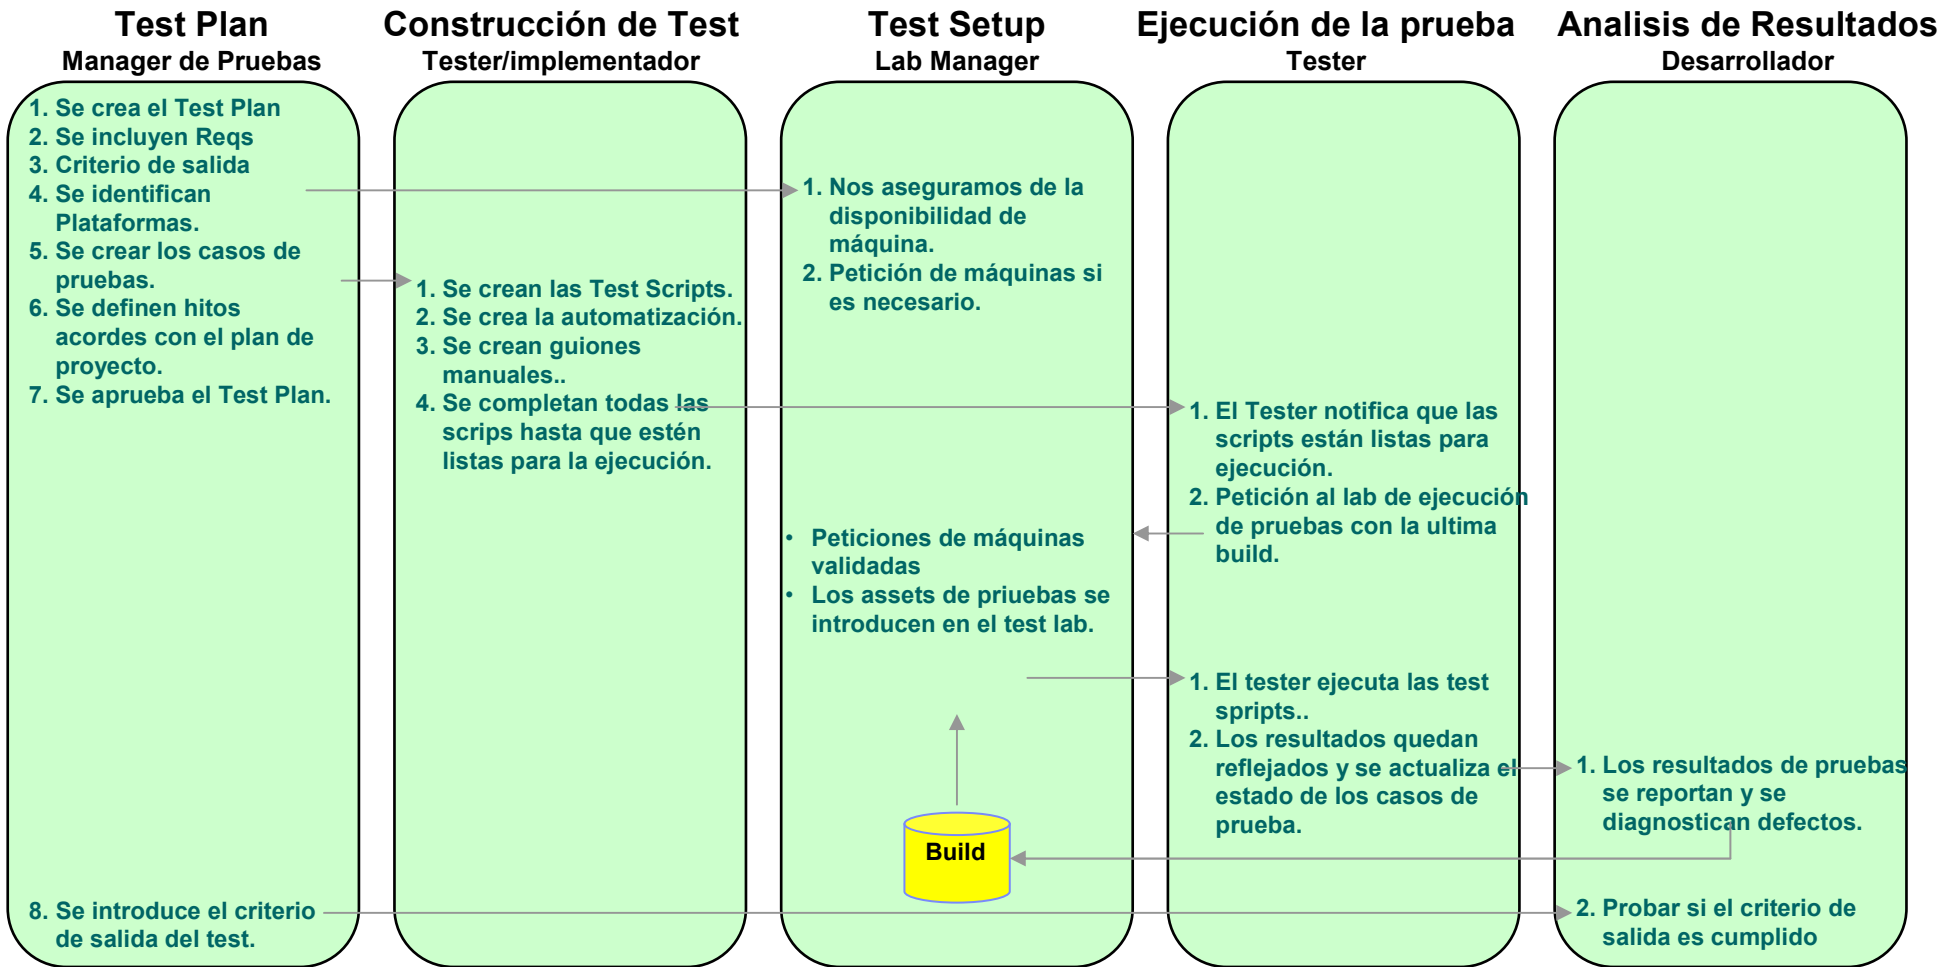 Test Plan
Manager de Pruebas
1. Se crea el Test Plan
2. Se incluyen Reqs
3. Criterio de salida
4. Se identifican
Plataformas.
5. Se crear los casos de
pruebas.
6. Se definen hitos
acordes con el plan de
proyecto.
7. Se aprueba el Test Plan.
8. Se introduce el criterio
de salida del test.
Construcción de Test
Tester/implementador
1. Se crean las Test Scripts.
2. Se crea la automatización.
3. Se crean guiones
manuales..
4. Se completan todas las
scrips hasta que estén
listas para la ejecución.
Test Setup
Lab Manager
1. Nos aseguramos de la
disponibilidad de
máquina.
2. Petición de máquinas si
es necesario.
• Peticiones de máquinas
validadas
• Los assets de priuebas se
introducen en el test lab.
Build
Ejecución de la prueba
Tester
1. El Tester notifica que las
scripts están listas para
ejecución.
2. Petición al lab de ejecución
de pruebas con la ultima
build.
1. El tester ejecuta las test
spripts..
2. Los resultados quedan
reflejados y se actualiza el
estado de los casos de
prueba.
Analisis de Resultados
Desarrollador
1. Los resultados de pruebas
se reportan y se
diagnostican defectos.
2. Probar si el criterio de
salida es cumplido